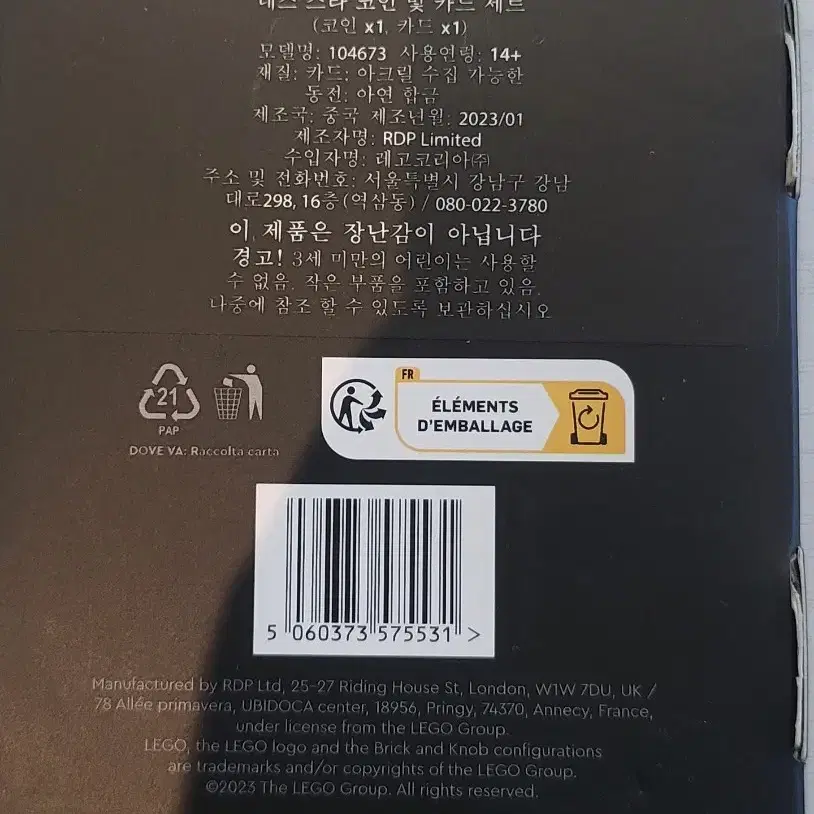 데스 스타 코인 및 카드 세트
(코인 x1, 카드 x1)
모델명: 104673 사용연령: 14+
재질: 카드: 아크릴 수집 가능한
동전: 아연 합금
제조국: 중국 제조년월: 2023/01
제조자명: RDP Limited
수입자명: 레고코리아㈜
주소 및 전화번호: 서울특별시 강남구 강남
대로298, 16층(역삼동) / 080-022-3780
이 제품은 장난감이 아닙니다
경고! 3세 미만의 어린이는 사용할
수 없음. 작은 부품을 포함하고 있음.
나중에 참조 할 수 있도록 보관하십시오
21
PAP
DOVE VA: Raccolta carta
FR
ÉLÉMENTS
D'EMBALLAGE
5 060373 575531 >
Manufactured by RDP Ltd, 25-27 Riding House St, London, W1W 7DU, UK /
78 Allée primavera, UBIDOCA center, 18956, Pringy, 74370, Annecy, France,
under license from the LEGO Group.
LEGO, the LEGO logo and the Brick and Knob configurations
are trademarks and/or copyrights of the LEGO Group.
©2023 The LEGO Group. All rights reserved.